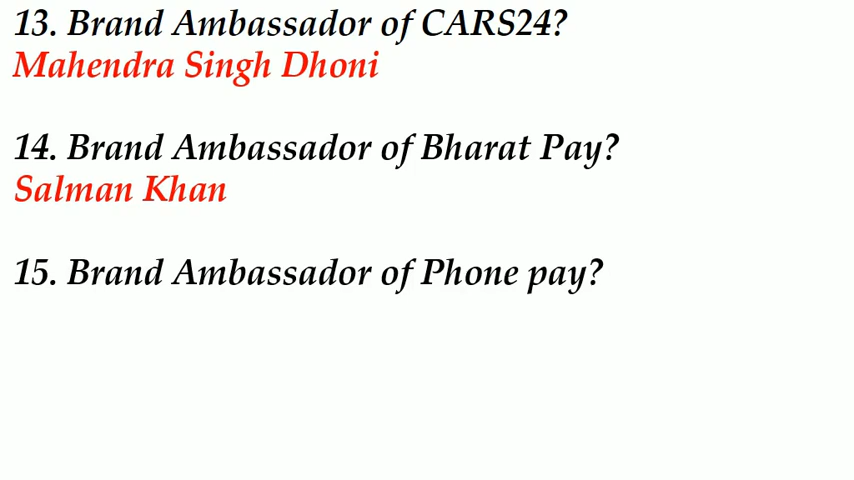 13. Brand Ambassador of CARS24?
Mahendra Singh Dhoni
14. Brand Ambassador of Bharat Pay?
Salman Khan
15. Brand Ambassador of Phone pay?